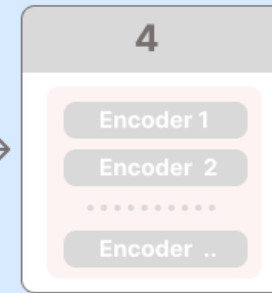 4
Encoder 1
Encoder 2
..........
Encoder ..